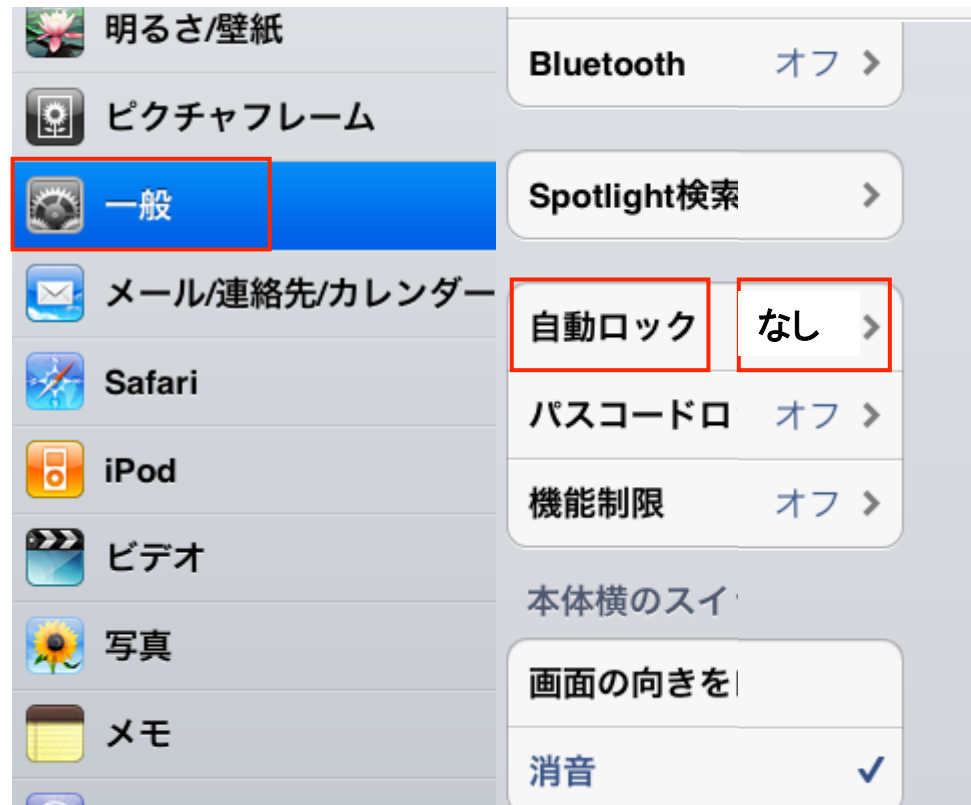 明るさ/壁紙
ピクチャフレーム
一般
メール/連絡先/カレンダー
Safari
iPod
ビデオ
写真
メモ
Bluetooth オフ
Spotlight検索
自動ロック なし
パスコードロ オフ
機能制限 オフ
本体横のスイ
画面の向きを
消音